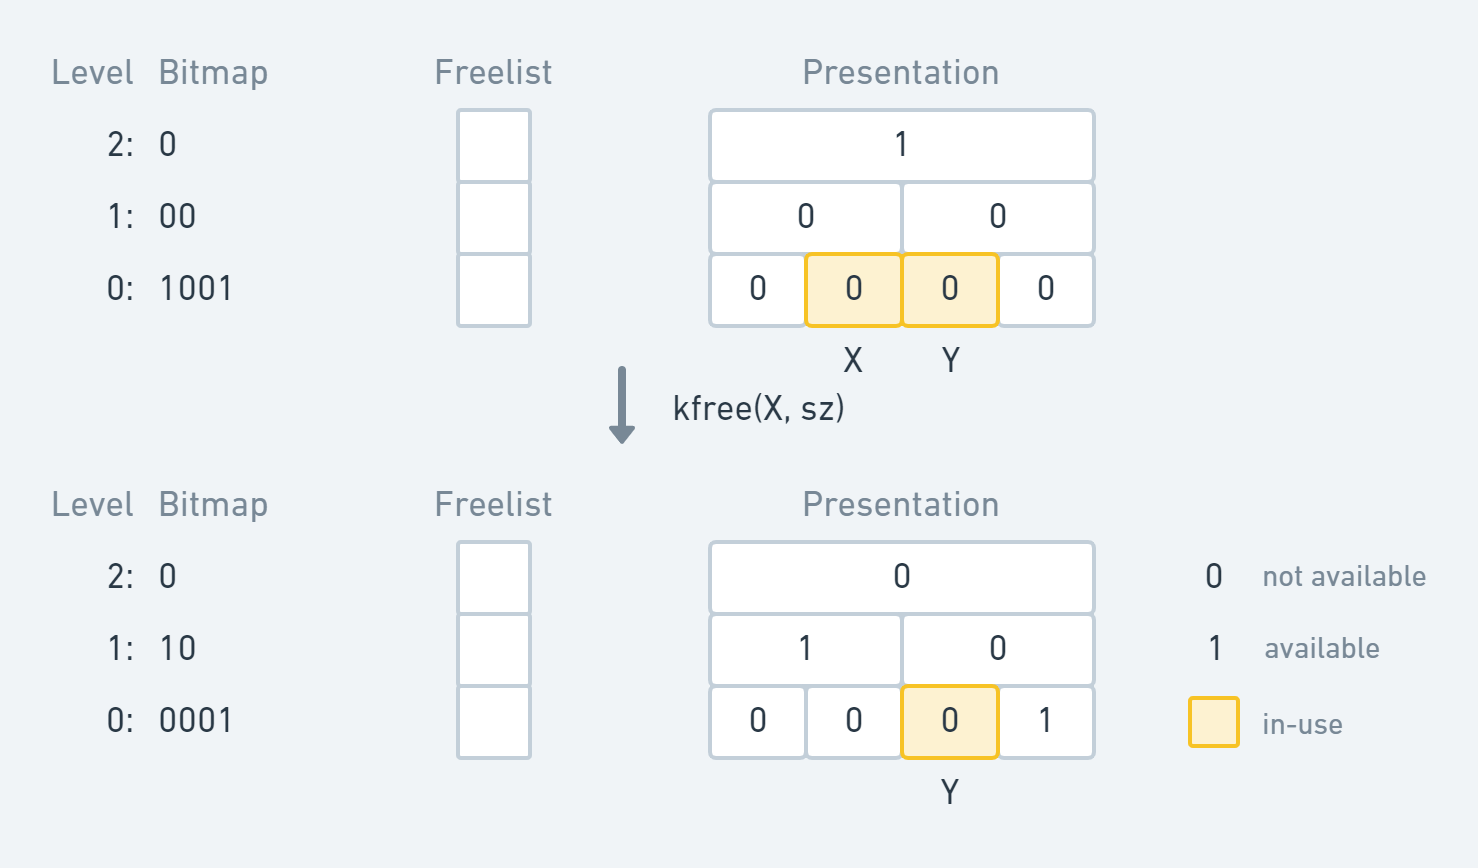 Level Bitmap Freelist Presentation
2: 0 1
1: 00 0 0
0: 1001 0 0 0 0
X Y
kfree(X, sz)
Level Bitmap Freelist Presentation
2: 0 0 0 not available
1: 10 1 0 1 available
0: 0001 0 0 0 1 in-use
Y